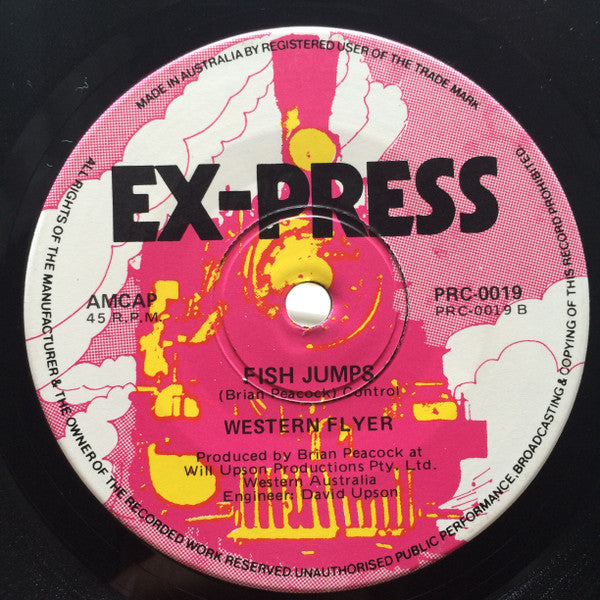 MADE IN AUSTRALIA BY REGISTERED USER OF THE TRADE MARK
EX-PRESS
AMCAP
45 R.P.M.
PRC-0019
PRC-0019 B
FISH JUMPS
(Brian Peacock) Control
WESTERN FLYER
Produced by Brian Peacock at
Will Upson Productions Pty. Ltd.
Western Australia
Engineer: David Upson
ALL RIGHTS OF THE MANUFACTURER & THE OWNER OF THE RECORDED WORK RESERVED. UNAUTHORISED PUBLIC PERFORMANCE, BROADCASTING & COPYING OF THIS RECORD PROHIBITED